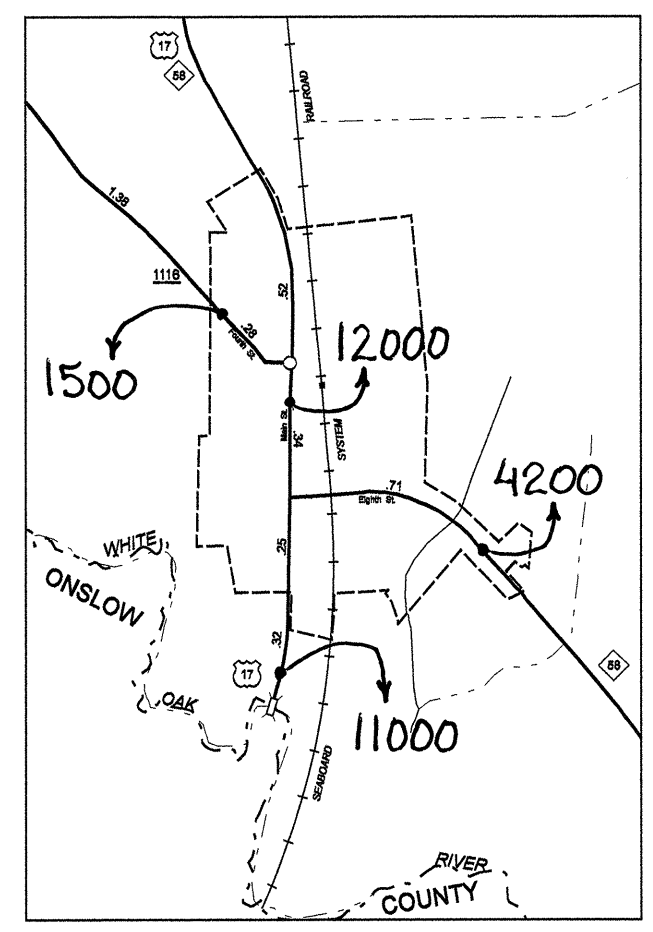 17
58
RAILROAD
1.38
1116
.52
.28
Fourth St.
12000
1500
Main St.
.34
SYSTEM
.71
Eighth St.
4200
WHITE
.25
ONSLOW
.32
17
58
OAK
11000
SEABOARD
RIVER
COUNTY